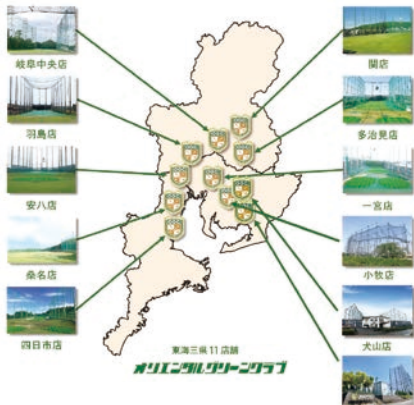 岐阜中央店
羽島店
安八店
桑名店
四日市店
関店
多治見店
一宮店
小牧店
犬山店
東海三県11店舗
オリエンタルグリーンクラブ